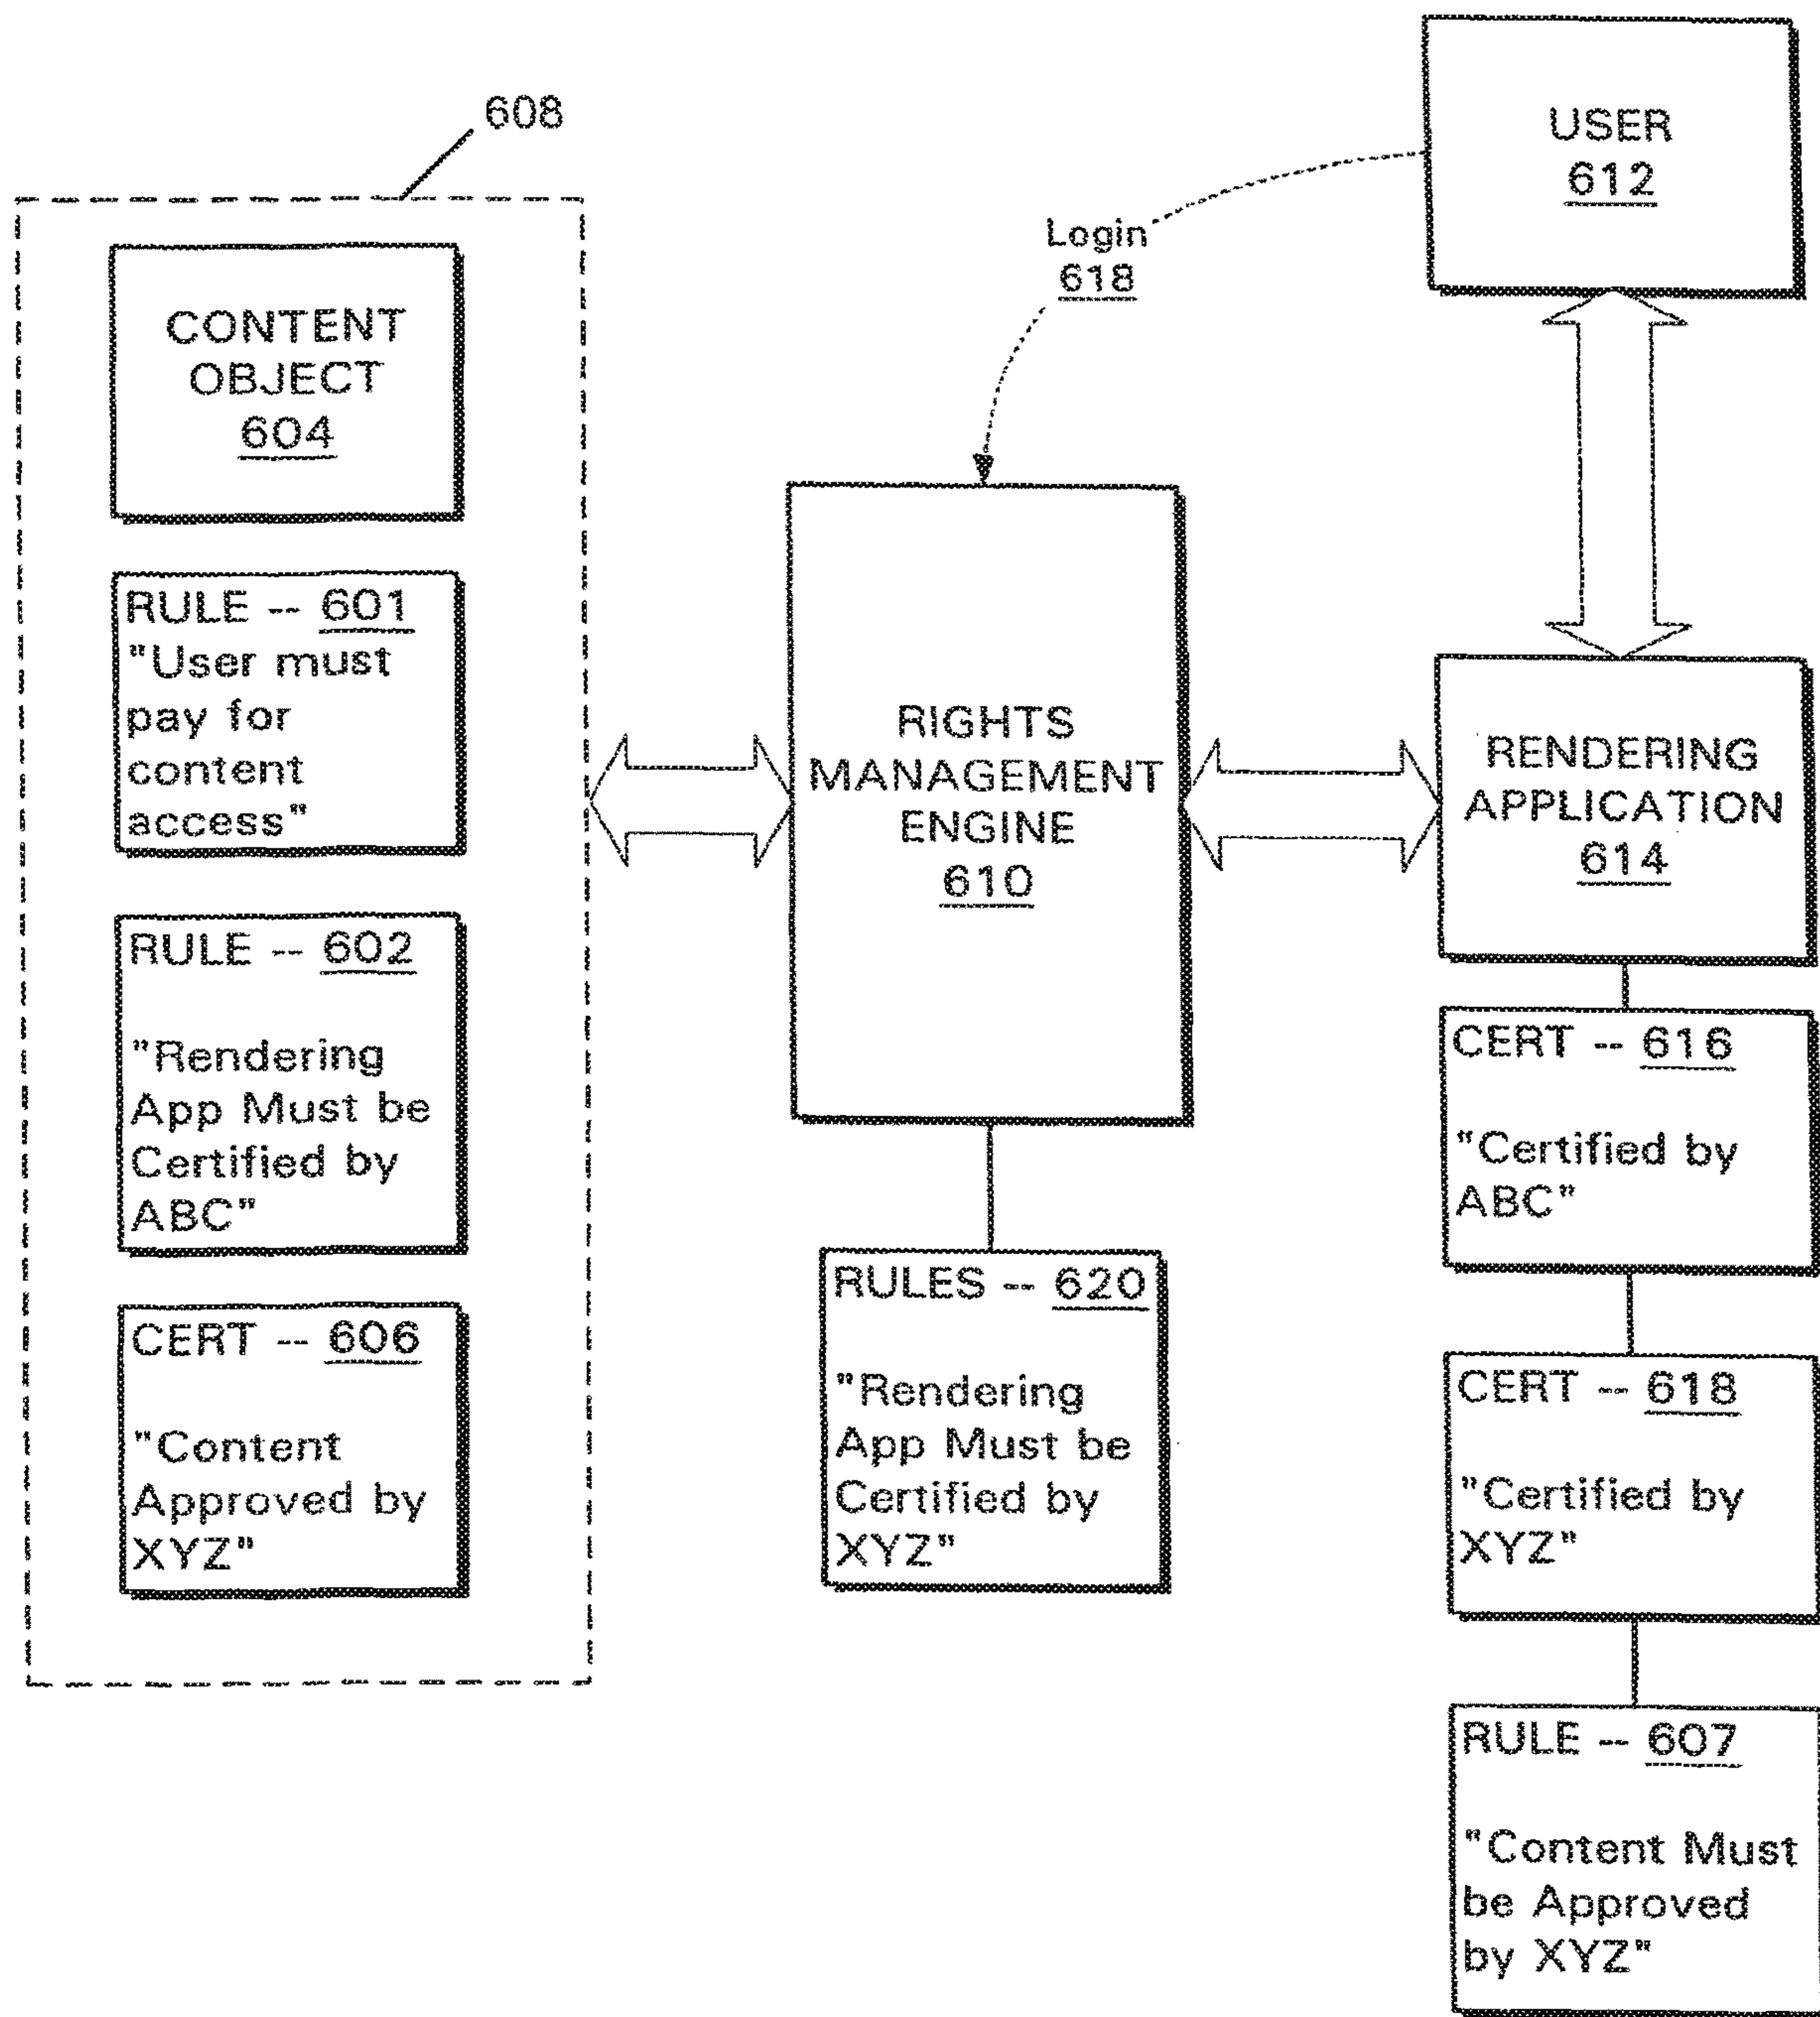 608
CONTENT
OBJECT
604
RULE -- 601
"User must
pay for
content
access"
RULE -- 602
"Rendering
App Must be
Certified by
ABC"
CERT -- 606
"Content
Approved by
XYZ"
Login
618
RIGHTS
MANAGEMENT
ENGINE
610
RULES -- 620
"Rendering
App Must be
Certified by
XYZ"
USER
612
RENDERING
APPLICATION
614
CERT -- 616
"Certified by
ABC"
CERT -- 618
"Certified by
XYZ"
RULE -- 607
"Content Must
be Approved
by XYZ"